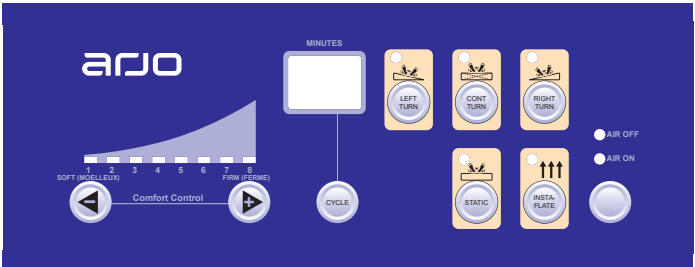 arjo
MINUTES
LEFT
TURN
CONT
TURN
RIGHT
TURN
AIR OFF
AIR ON
1 2 3 4 5 6 7 8
SOFT (MOELLEUX) FIRM (FERME)
−
Comfort Control
+
CYCLE
STATIC
INSTA-
FLATE